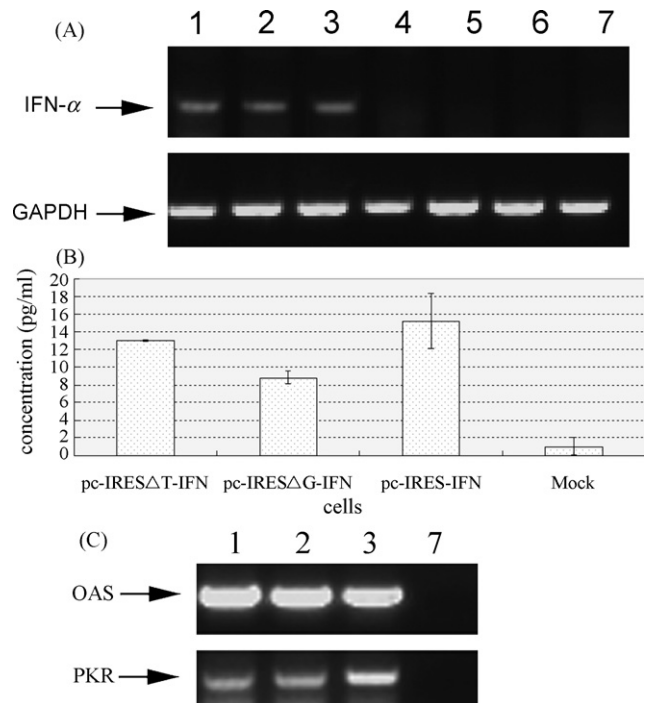 (A)
1 2 3 4 5 6 7
IFN-α
GAPDH
(B)
concentration (pg/ml)
20
18
16
14
12
10
8
6
4
2
0
pc-IRES△T-IFN pc-IRES△G-IFN pc-IRES-IFN Mock
cells
(C)
1 2 3 7
OAS
PKR